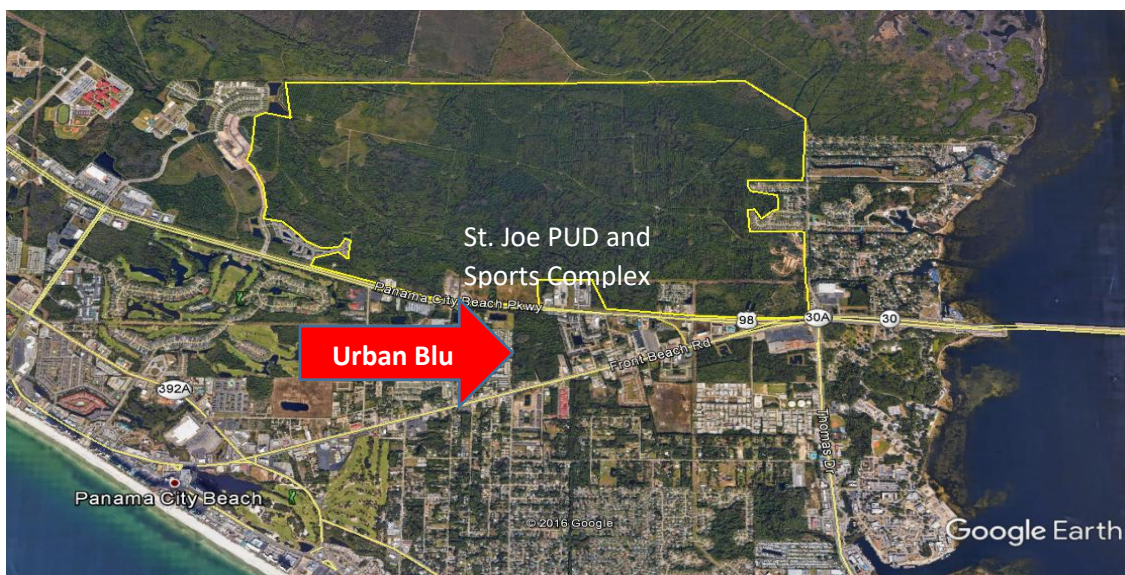 St. Joe PUD and
Sports Complex
Panama City Beach Pkwy
98
30A
30
Front Beach Rd
Urban Blu
392A
Thomas Dr
Panama City Beach
© 2016 Google
Google Earth